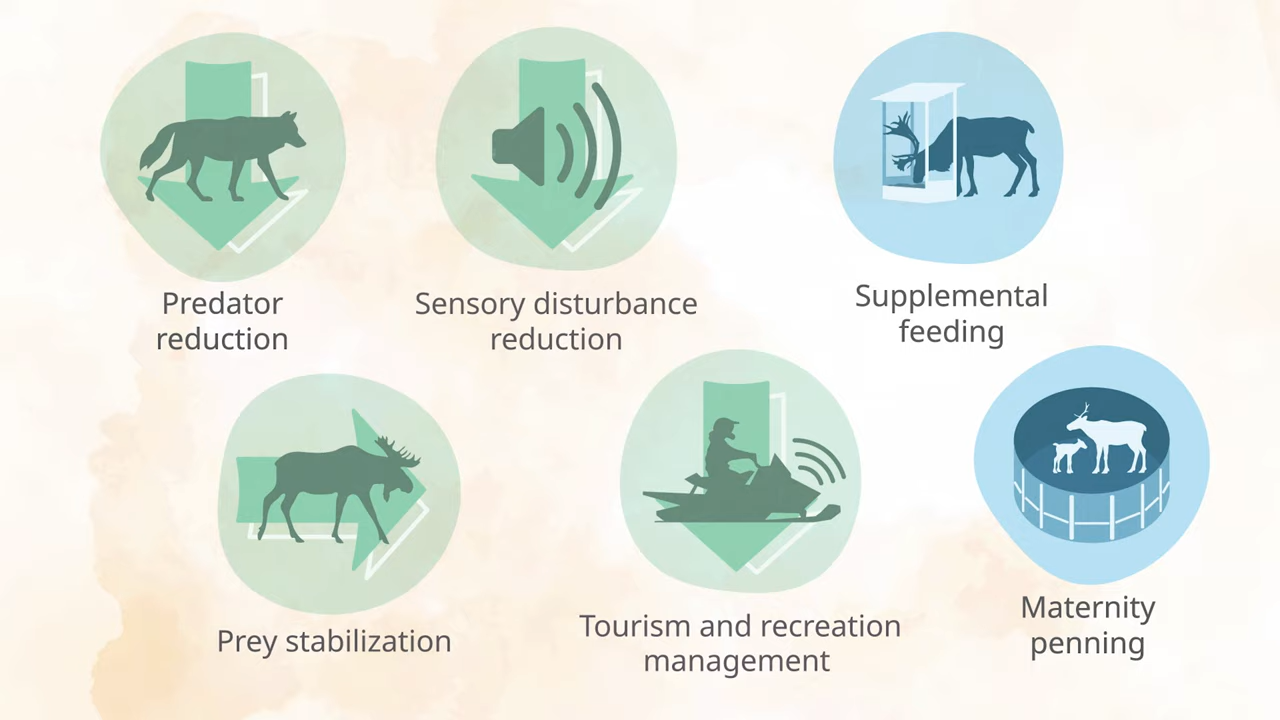 Predator
reduction
Sensory disturbance
reduction
Supplemental
feeding
Prey stabilization
Tourism and recreation
management
Maternity
penning